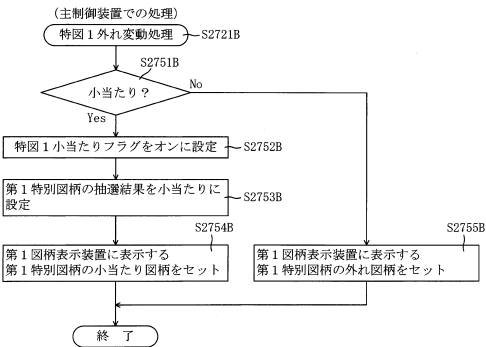 (主制御装置での処理)
特図1外れ変動処理
S2721B
S2751B
小当たり?
No
Yes
特図1小当たりフラグをオンに設定
S2752B
第1特別図柄の抽選結果を小当たりに
設定
S2753B
S2754B
第1図柄表示装置に表示する
第1特別図柄の小当たり図柄をセット
S2755B
第1図柄表示装置に表示する
第1特別図柄の外れ図柄をセット
終 了